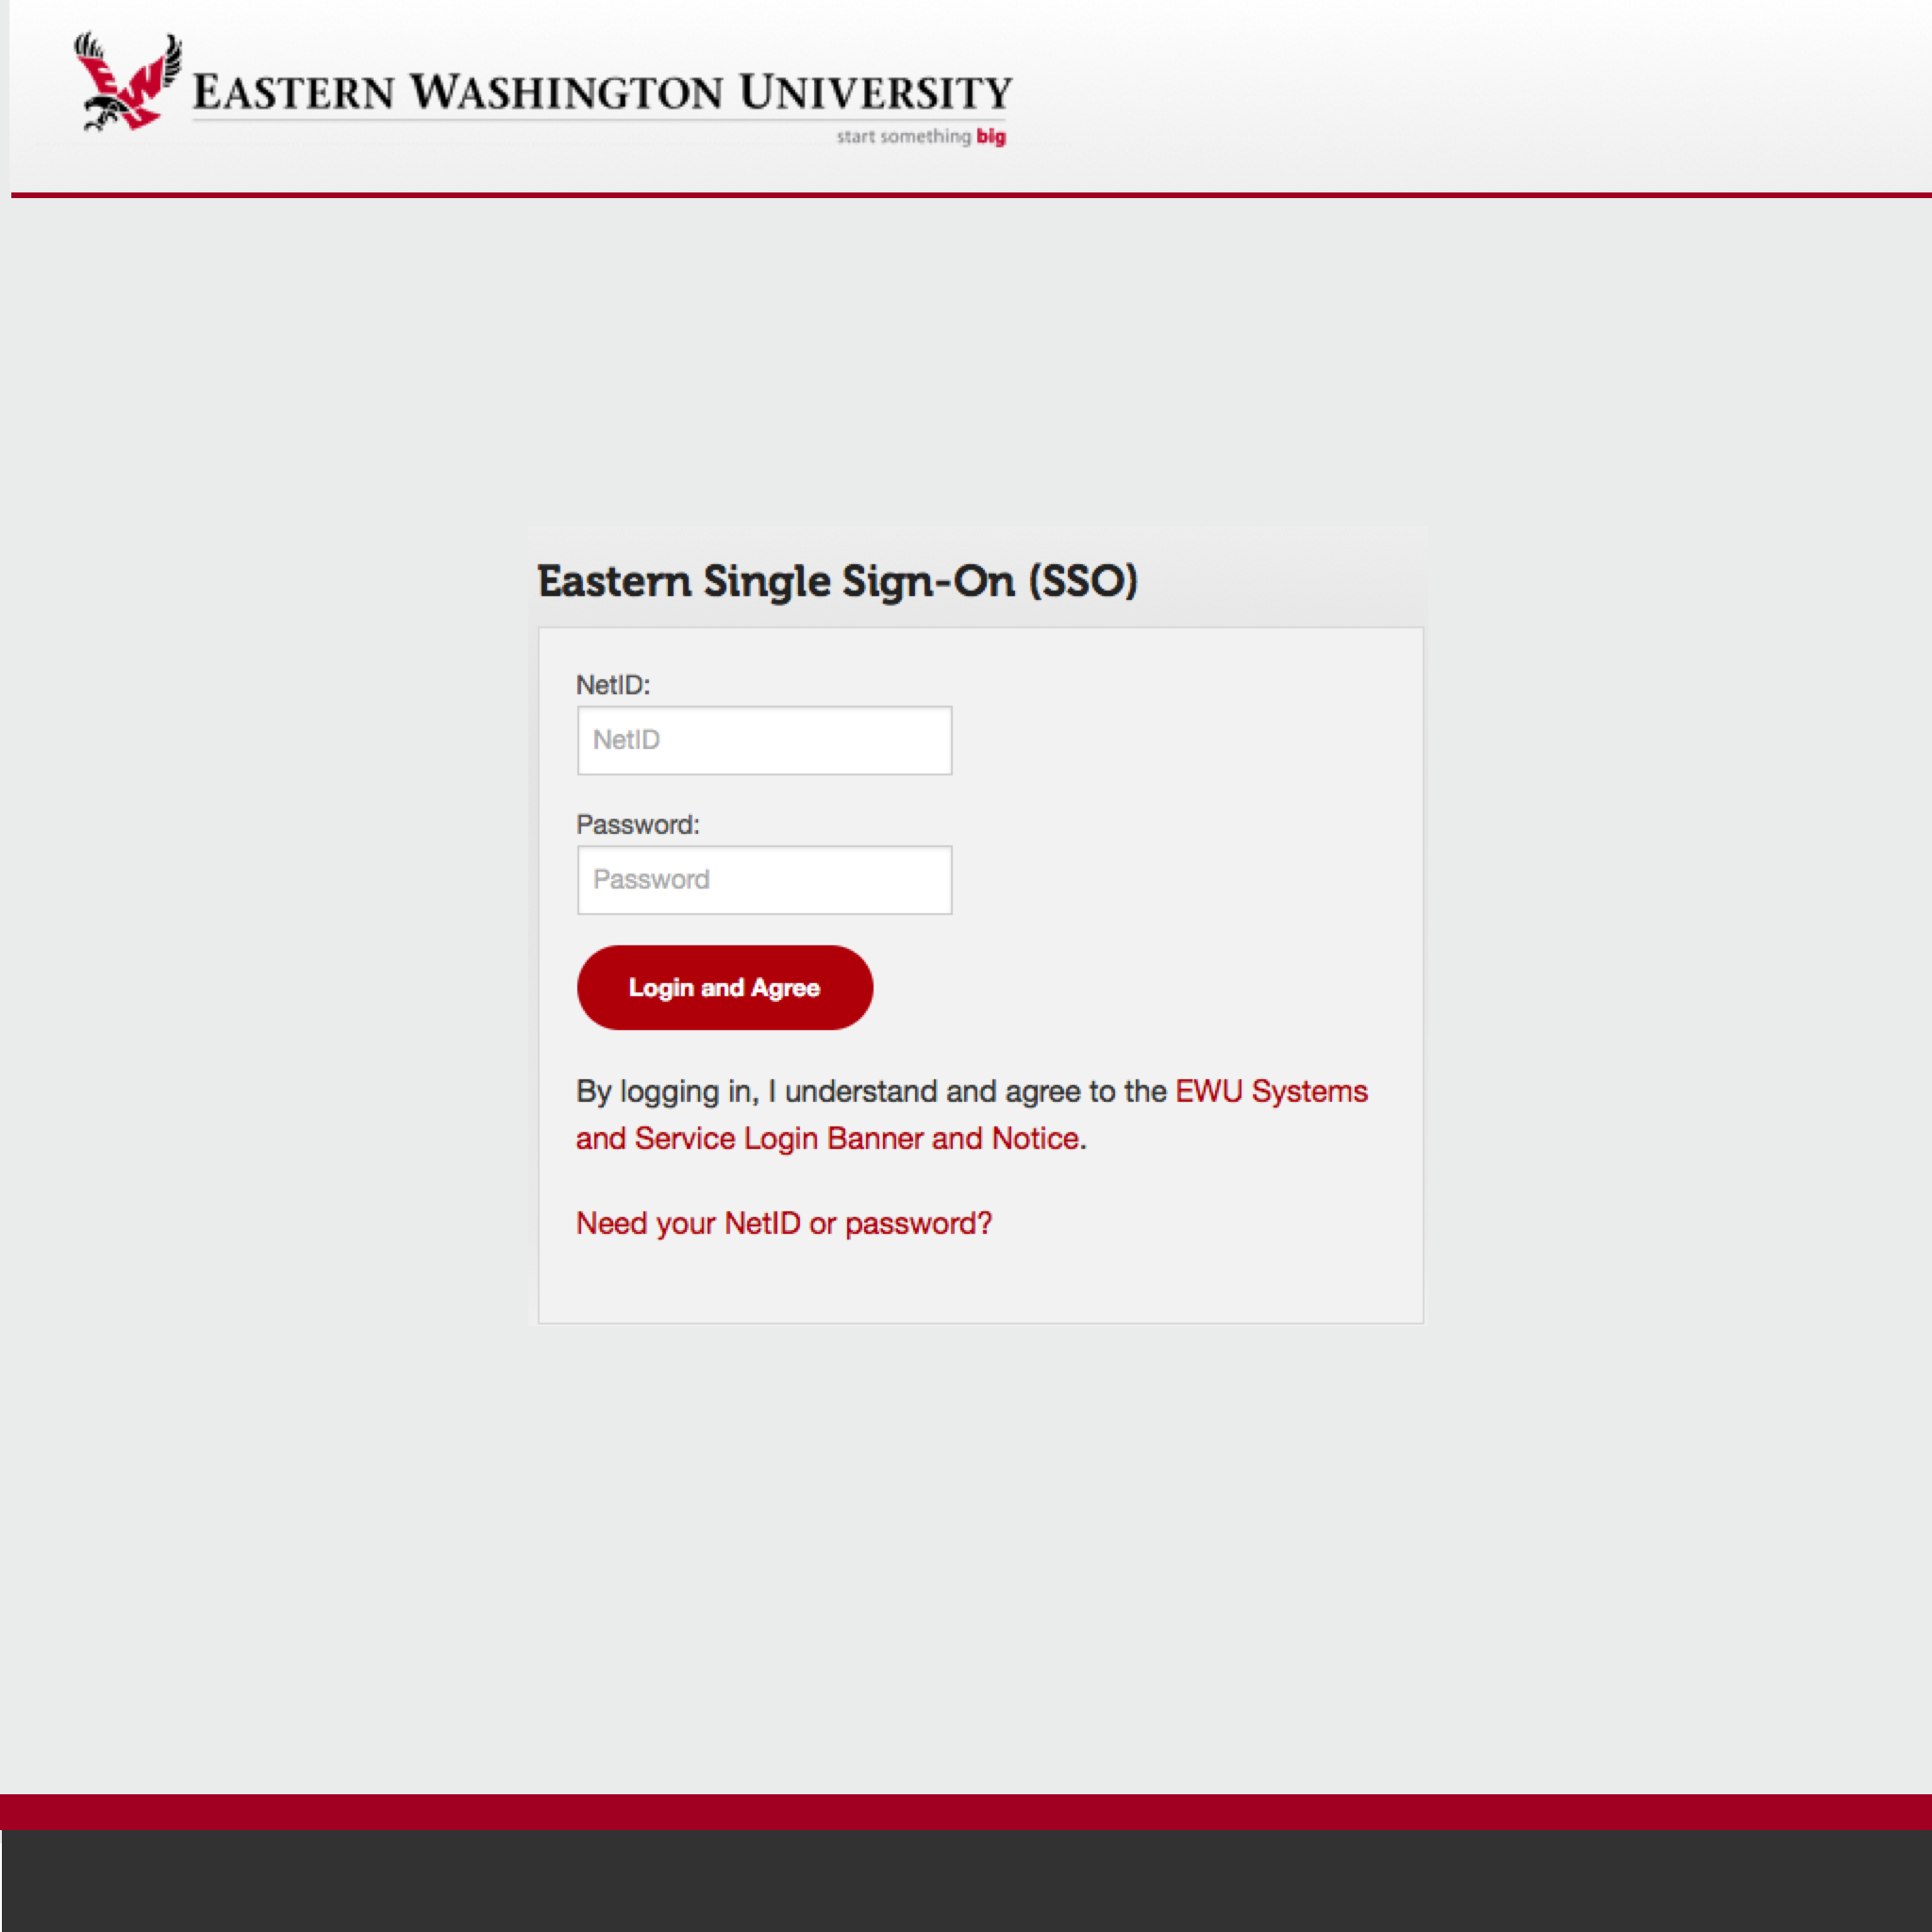 EASTERN WASHINGTON UNIVERSITY
start something big
Eastern Single Sign-On (SSO)
NetID:
NetID
Password:
Password
Login and Agree
By logging in, I understand and agree to the EWU Systems
and Service Login Banner and Notice.
Need your NetID or password?